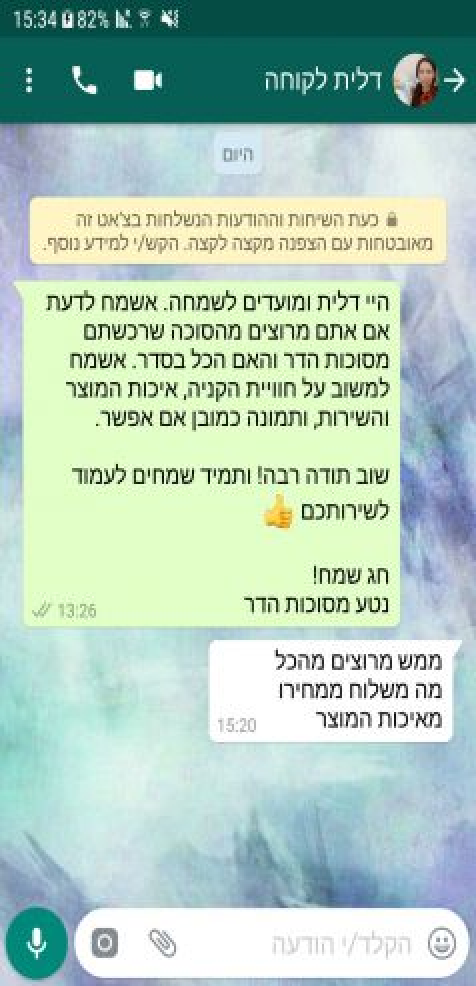 15:34 82%
דלית לקוחה
היום
כעת השיחות וההודעות הנשלחות בצ'אט זה
מאובטחות עם הצפנה מקצה לקצה. הקש/י למידע נוסף.
היי דלית ומועדים לשמחה. אשמח לדעת
אם אתם מרוצים מהסוכה שרכשתם
מסוכות הדר והאם הכל בסדר. אשמח
למשוב על חוויית הקניה, איכות המוצר
והשירות, ותמונה כמובן אם אפשר.
שוב תודה רבה! ותמיד שמחים לעמוד
לשירותכם 👍
חג שמח!
נטע מסוכות הדר
13:26
ממש מרוצים מהכל
מה משלוח ממחירו
מאיכות המוצר
15:20
הקלד/י הודעה